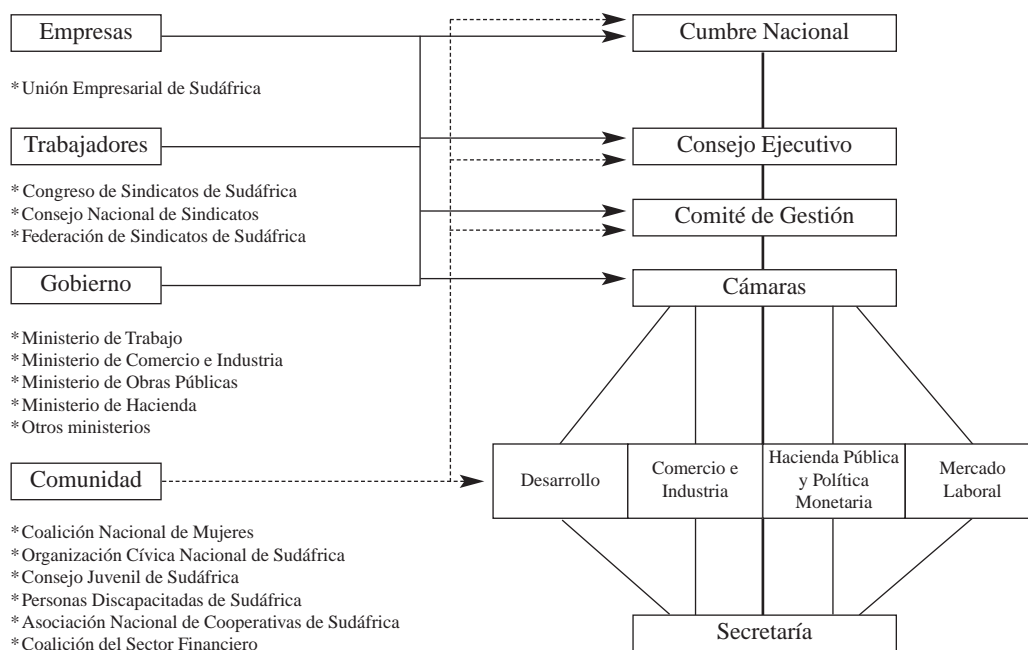 Empresas
* Unión Empresarial de Sudáfrica
Trabajadores
* Congreso de Sindicatos de Sudáfrica
* Consejo Nacional de Sindicatos
* Federación de Sindicatos de Sudáfrica
Gobierno
* Ministerio de Trabajo
* Ministerio de Comercio e Industria
* Ministerio de Obras Públicas
* Ministerio de Hacienda
* Otros ministerios
Comunidad
* Coalición Nacional de Mujeres
* Organización Cívica Nacional de Sudáfrica
* Consejo Juvenil de Sudáfrica
* Personas Discapacitadas de Sudáfrica
* Asociación Nacional de Cooperativas de Sudáfrica
* Coalición del Sector Financiero
Cumbre Nacional
Consejo Ejecutivo
Comité de Gestión
Cámaras
Desarrollo
Comercio e
Industria
Hacienda Pública
y Política
Monetaria
Mercado
Laboral
Secretaría